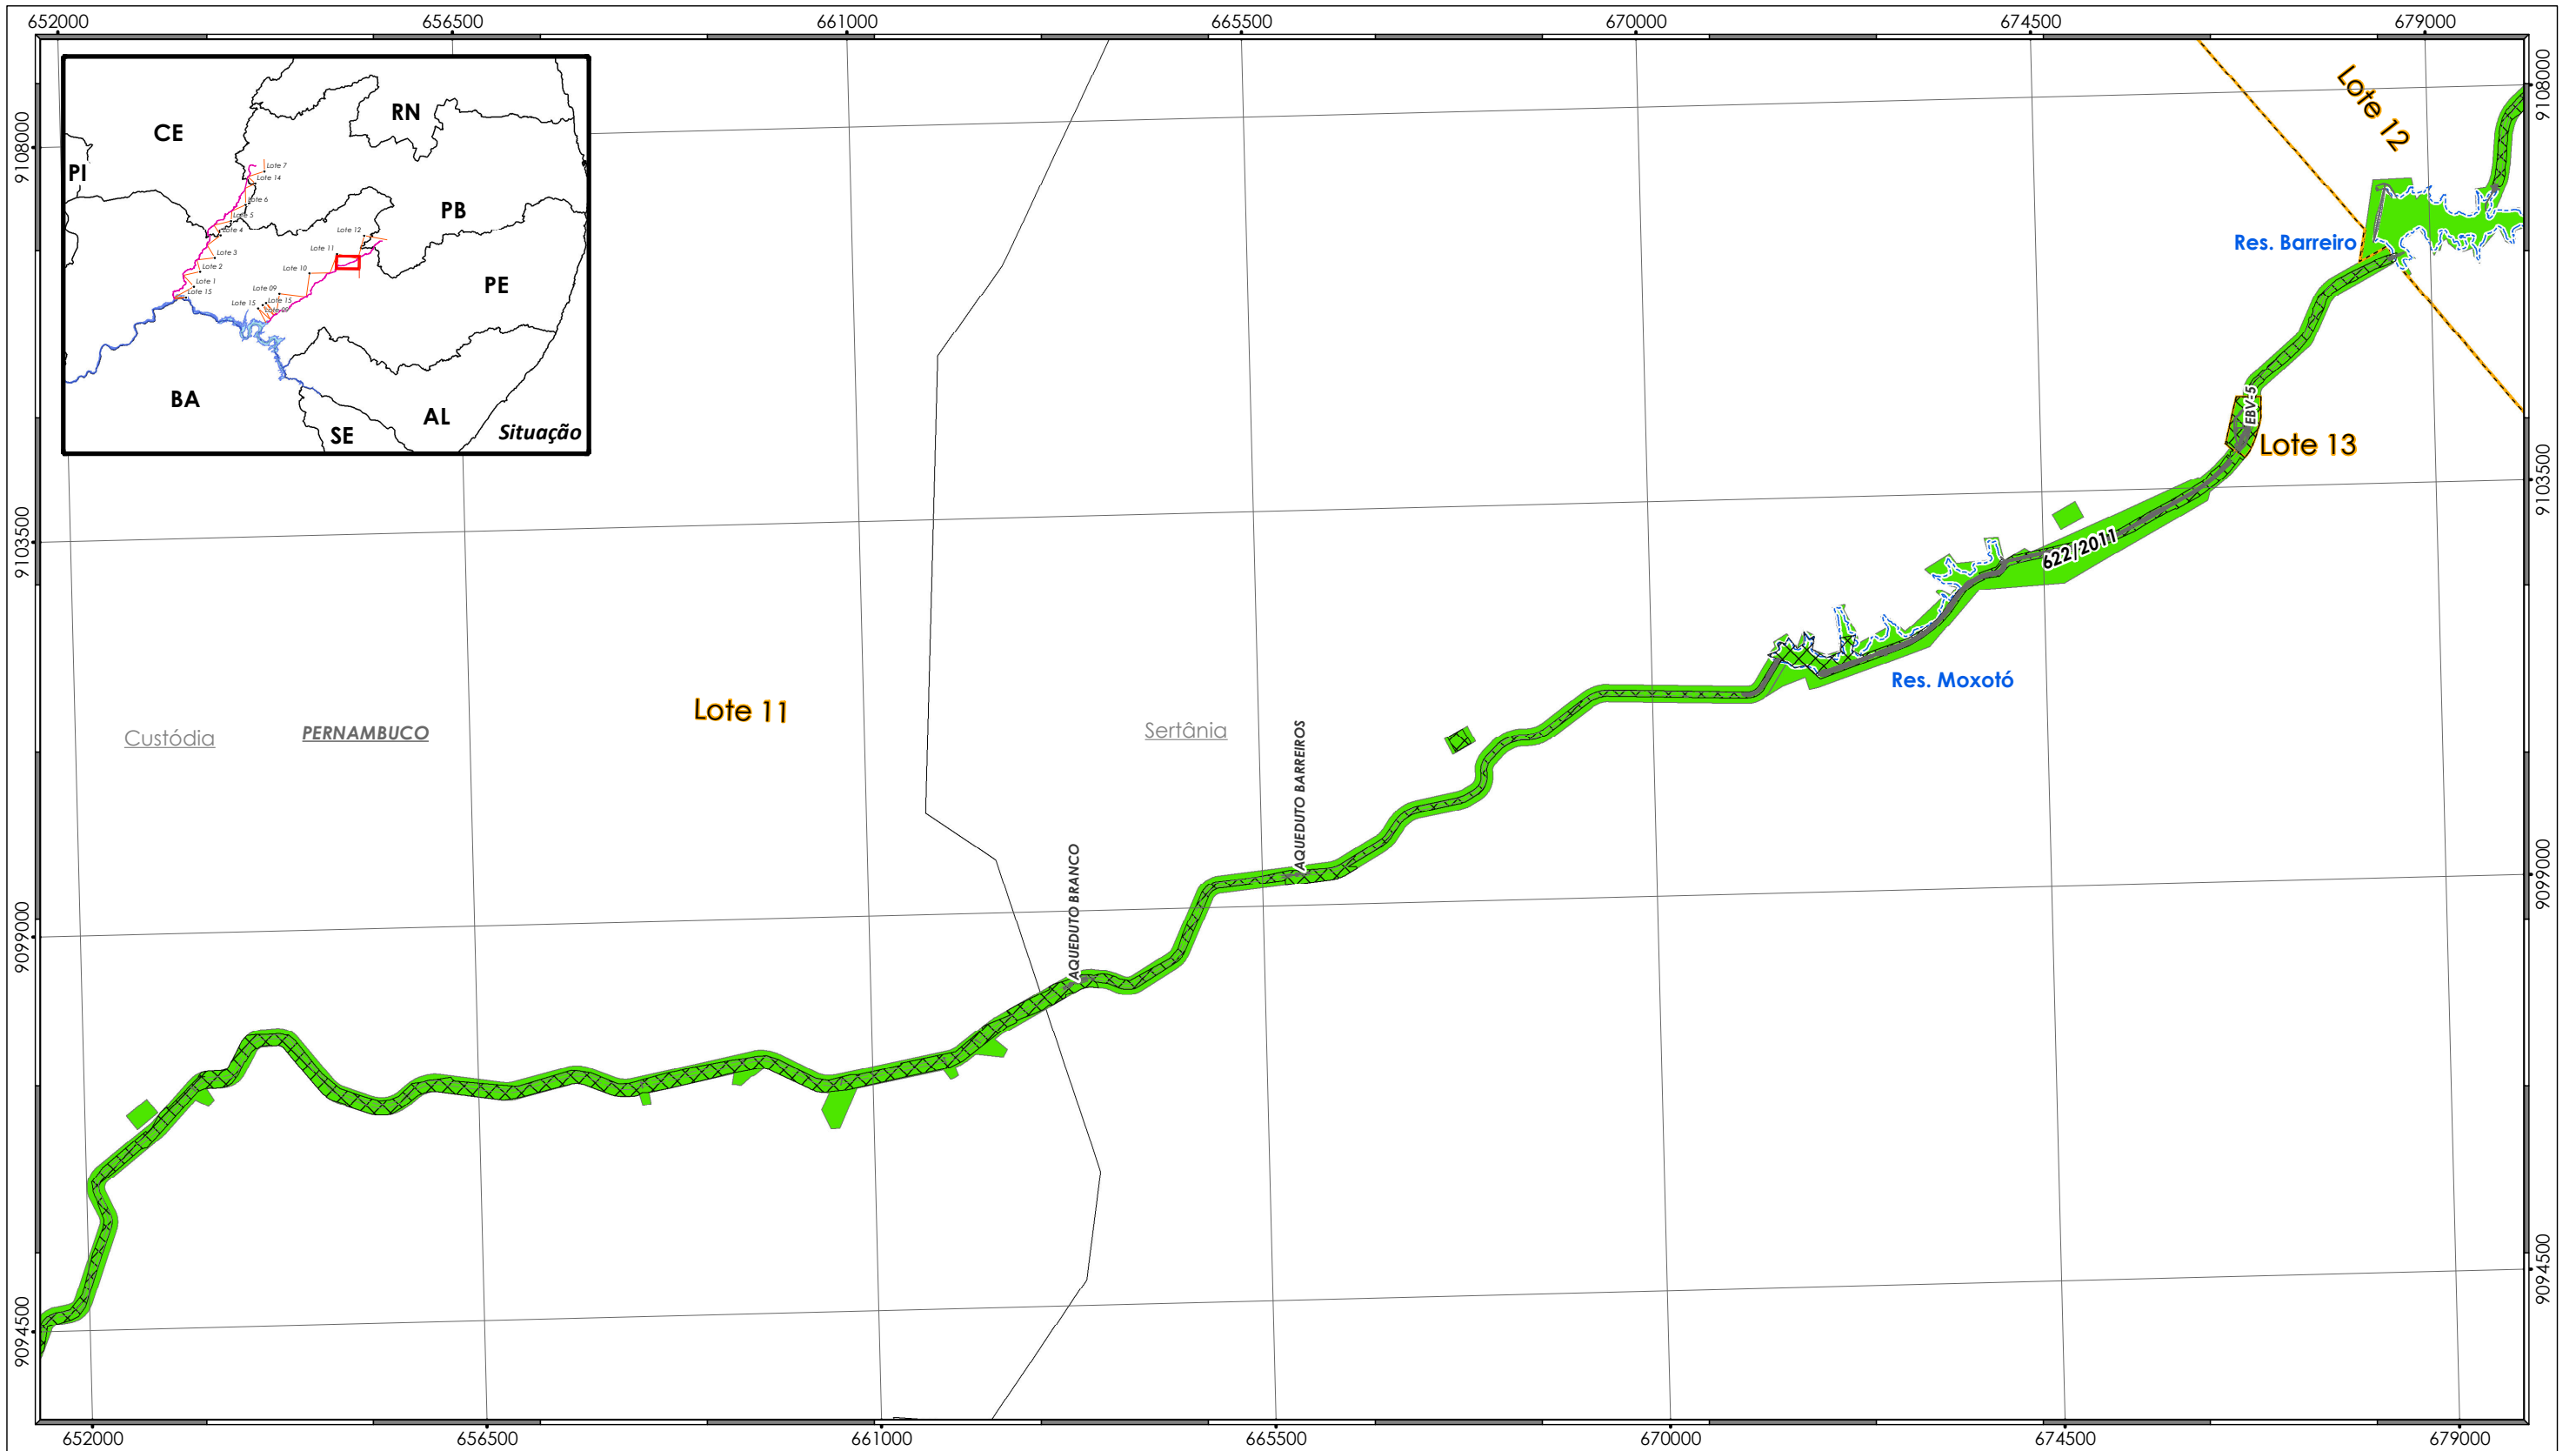 652000 656500 661000 665500 670000 674500 679000
9108000
9103500
9099000
9094500
CE
RN
PI
PB
PE
BA
AL
SE
Situação
Lote 7
Lote 14
Lote 6
Lote 5
Lote 4
Lote 3
Lote 2
Lote 1
Lote 15
Lote 12
Lote 11
Lote 10
Lote 09
Lote 15
Lote 15
Lote 12
Res. Barreiro
EBV-5
Lote 13
622/2011
Res. Moxotó
Lote 11
Custódia
PERNAMBUCO
Sertânia
AQUEDUTO BARREIROS
AQUEDUTO BRANCO
9108000
9103500
9099000
9094500
652000 656500 661000 665500 670000 674500 679000